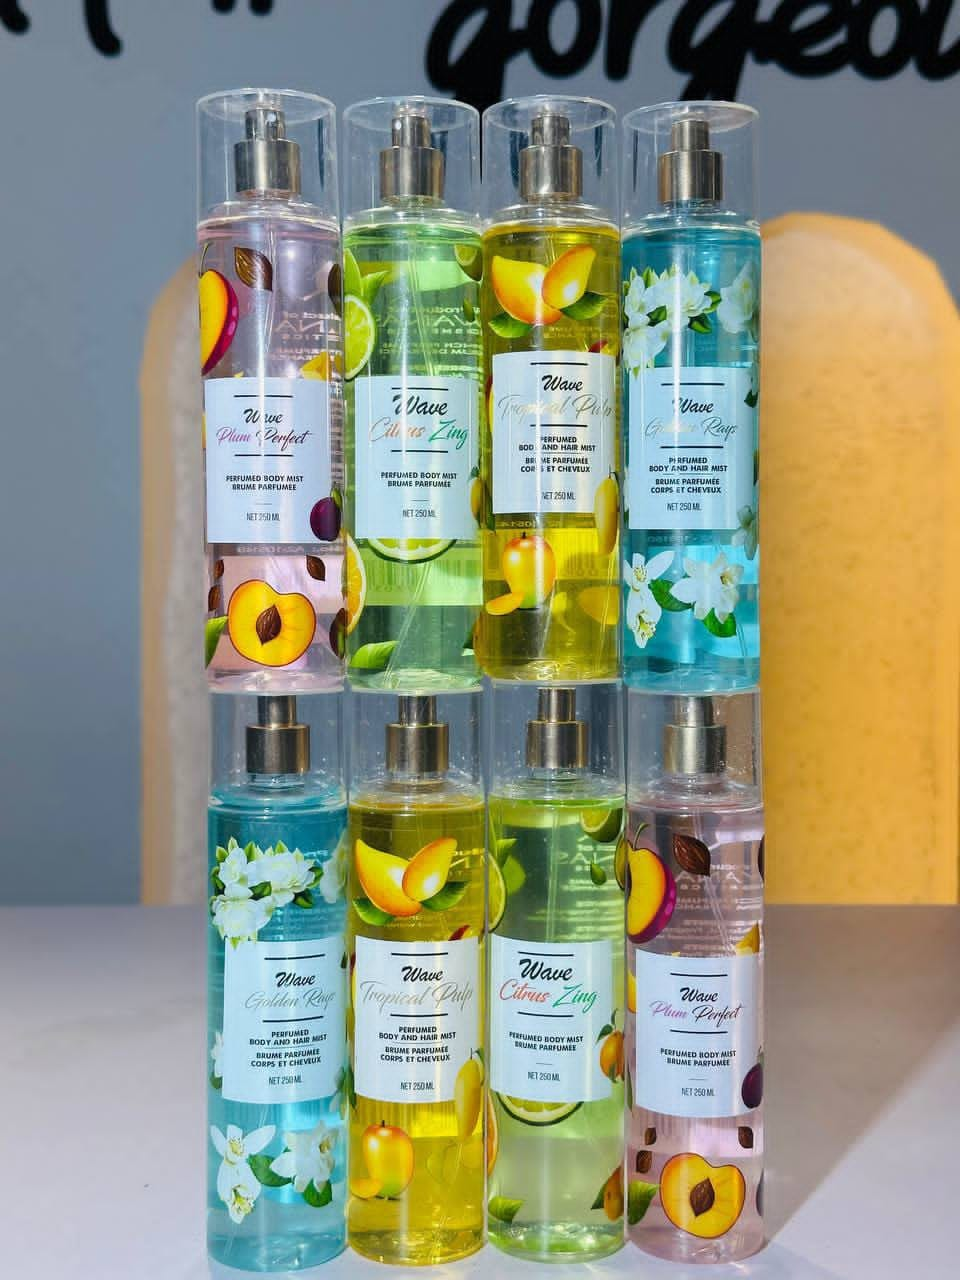 gorgeou
Wave
Plum Perfect
PERFUMED BODY MIST
BRUME PARFUMÉE
NET 250 ML
Wave
Citrus Zing
PERFUMED BODY MIST
BRUME PARFUMÉE
NET 250 ML
Wave
Tropical Pulp
PERFUMED
BODY AND HAIR MIST
BRUME PARFUMÉE
CORPS ET CHEVEUX
NET 250 ML
Wave
Golden Rays
PERFUMED
BODY AND HAIR MIST
BRUME PARFUMÉE
CORPS ET CHEVEUX
NET 250 ML
Wave
Golden Rays
PERFUMED
BODY AND HAIR MIST
BRUME PARFUMÉE
CORPS ET CHEVEUX
NET 250 ML
Wave
Tropical Pulp
PERFUMED
BODY AND HAIR MIST
BRUME PARFUMÉE
CORPS ET CHEVEUX
NET 250 ML
Wave
Citrus Zing
PERFUMED BODY MIST
BRUME PARFUMÉE
NET 250 ML
Wave
Plum Perfect
PERFUMED BODY MIST
BRUME PARFUMÉE
NET 250 ML